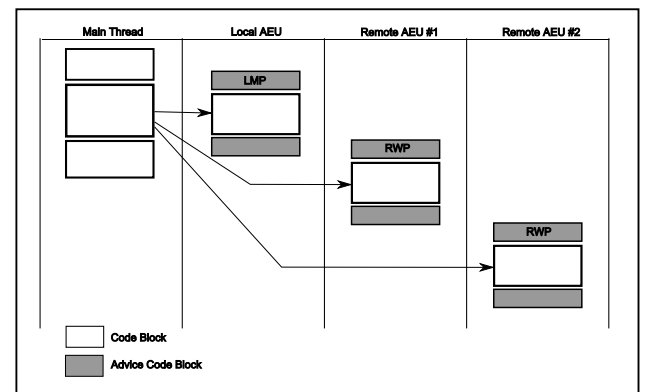 Main Thread Local AEU Remote AEU #1 Remote AEU #2
LMP
RWP
RWP
Code Block
Advice Code Block